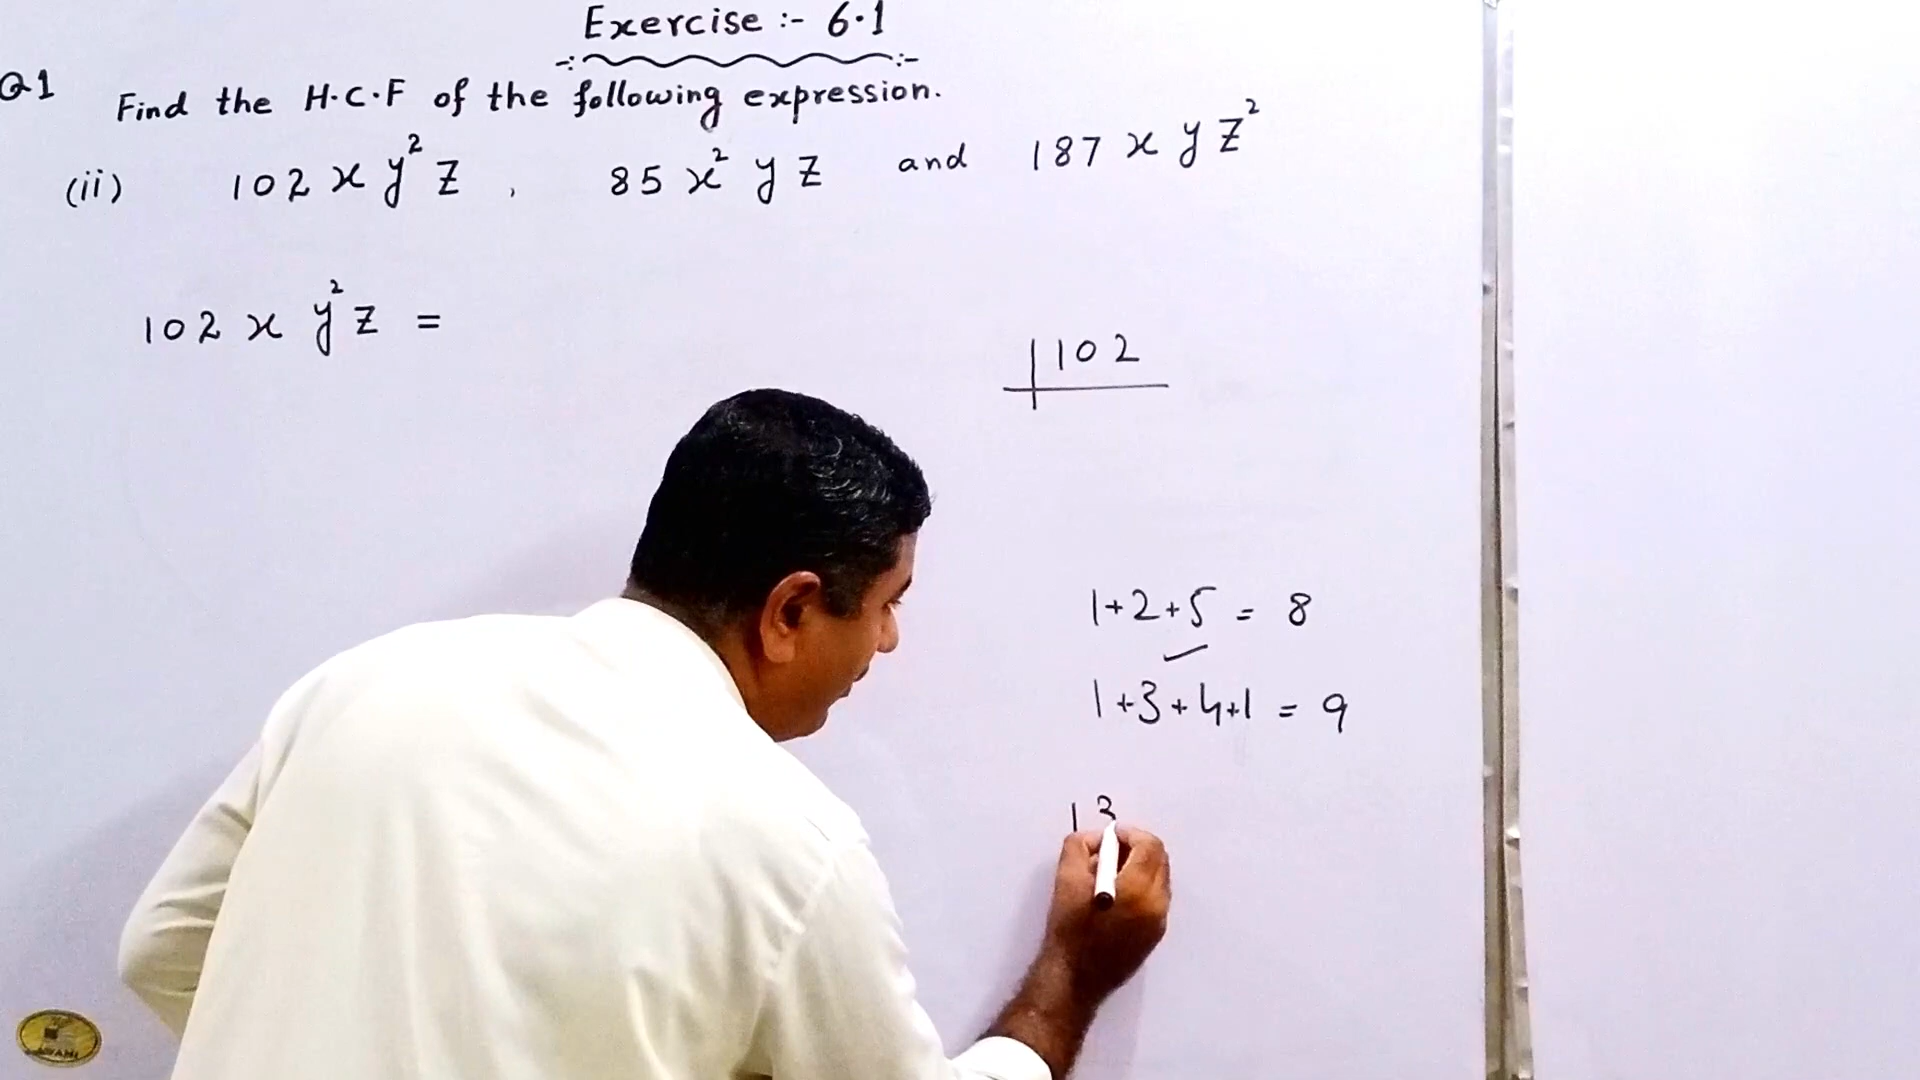 Exercise :- 6.1
Q1 Find the H.C.F of the following expression.
(ii) 102 x y² z , 85 x² y z and 187 x y z²
102 x y² z =
102
1+2+5 = 8
1+3+4+1 = 9
13